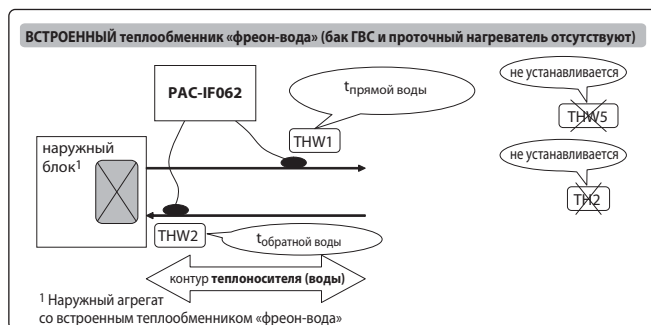 ВСТРОЕННЫЙ теплообменник «фреон-вода» (бак ГВС и проточный нагреватель отсутствуют)
PAC-IF062
tпрямой воды
не устанавливается
THW5
THW1
наружный
блок¹
не устанавливается
TH2
THW2
tобратной воды
контур теплоносителя (воды)
¹ Наружный агрегат
со встроенным теплообменником «фреон-вода»